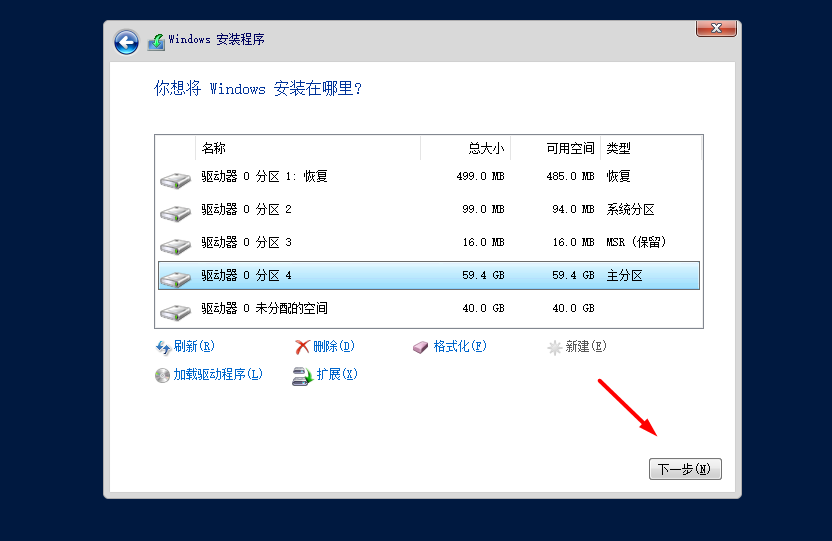 Windows 安装程序
你想将 Windows 安装在哪里?
名称 总大小 可用空间 类型
驱动器 0 分区 1: 恢复 499.0 MB 485.0 MB 恢复
驱动器 0 分区 2 99.0 MB 94.0 MB 系统分区
驱动器 0 分区 3 16.0 MB 16.0 MB MSR (保留)
驱动器 0 分区 4 59.4 GB 59.4 GB 主分区
驱动器 0 未分配的空间 40.0 GB 40.0 GB
刷新(R) 删除(D) 格式化(F) 新建(E)
加载驱动程序(L) 扩展(X)
下一步(N)